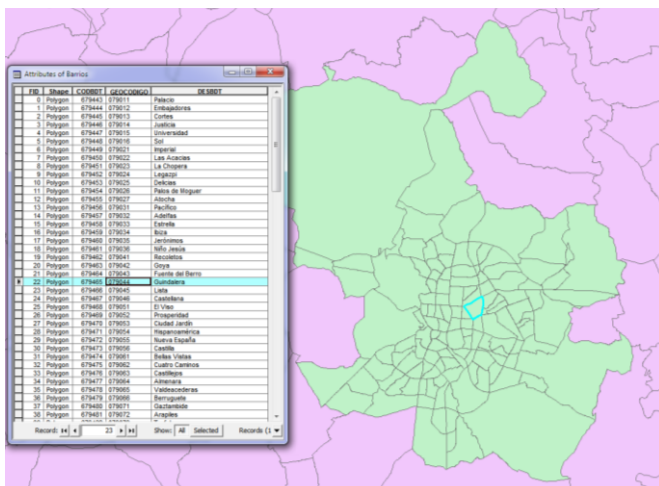 Attributes of Barrios
FID Shape CODBDT GEOCODIGO DESBDT
0 Polygon 679443 079011 Palacio
1 Polygon 679444 079012 Embajadores
2 Polygon 679445 079013 Cortes
3 Polygon 679446 079014 Justicia
4 Polygon 679447 079015 Universidad
5 Polygon 679448 079016 Sol
6 Polygon 679449 079021 Imperial
7 Polygon 679450 079022 Las Acacias
8 Polygon 679451 079023 La Chopera
9 Polygon 679452 079024 Legazpi
10 Polygon 679453 079025 Delicias
11 Polygon 679454 079026 Palos de Moguer
12 Polygon 679455 079027 Atocha
13 Polygon 679456 079031 Pacífico
14 Polygon 679457 079032 Adelfas
15 Polygon 679458 079033 Estrella
16 Polygon 679459 079034 Ibiza
17 Polygon 679460 079035 Jerónimos
18 Polygon 679461 079036 Niño Jesús
19 Polygon 679462 079041 Recoletos
20 Polygon 679463 079042 Goya
21 Polygon 679464 079043 Fuente del Berro
22 Polygon 679465 079044 Guindalera
23 Polygon 679466 079045 Lista
24 Polygon 679467 079046 Castellana
25 Polygon 679468 079051 El Viso
26 Polygon 679469 079052 Prosperidad
27 Polygon 679470 079053 Ciudad Jardín
28 Polygon 679471 079054 Hispanoamérica
29 Polygon 679472 079055 Nueva España
30 Polygon 679473 079056 Castilla
31 Polygon 679474 079061 Bellas Vistas
32 Polygon 679475 079062 Cuatro Caminos
33 Polygon 679476 079063 Castillejos
34 Polygon 679477 079064 Almenara
35 Polygon 679478 079065 Valdeacederas
36 Polygon 679479 079066 Berruguete
37 Polygon 679480 079071 Gaztambide
38 Polygon 679481 079072 Arapiles
Record: 23 Show: All Selected Records (1